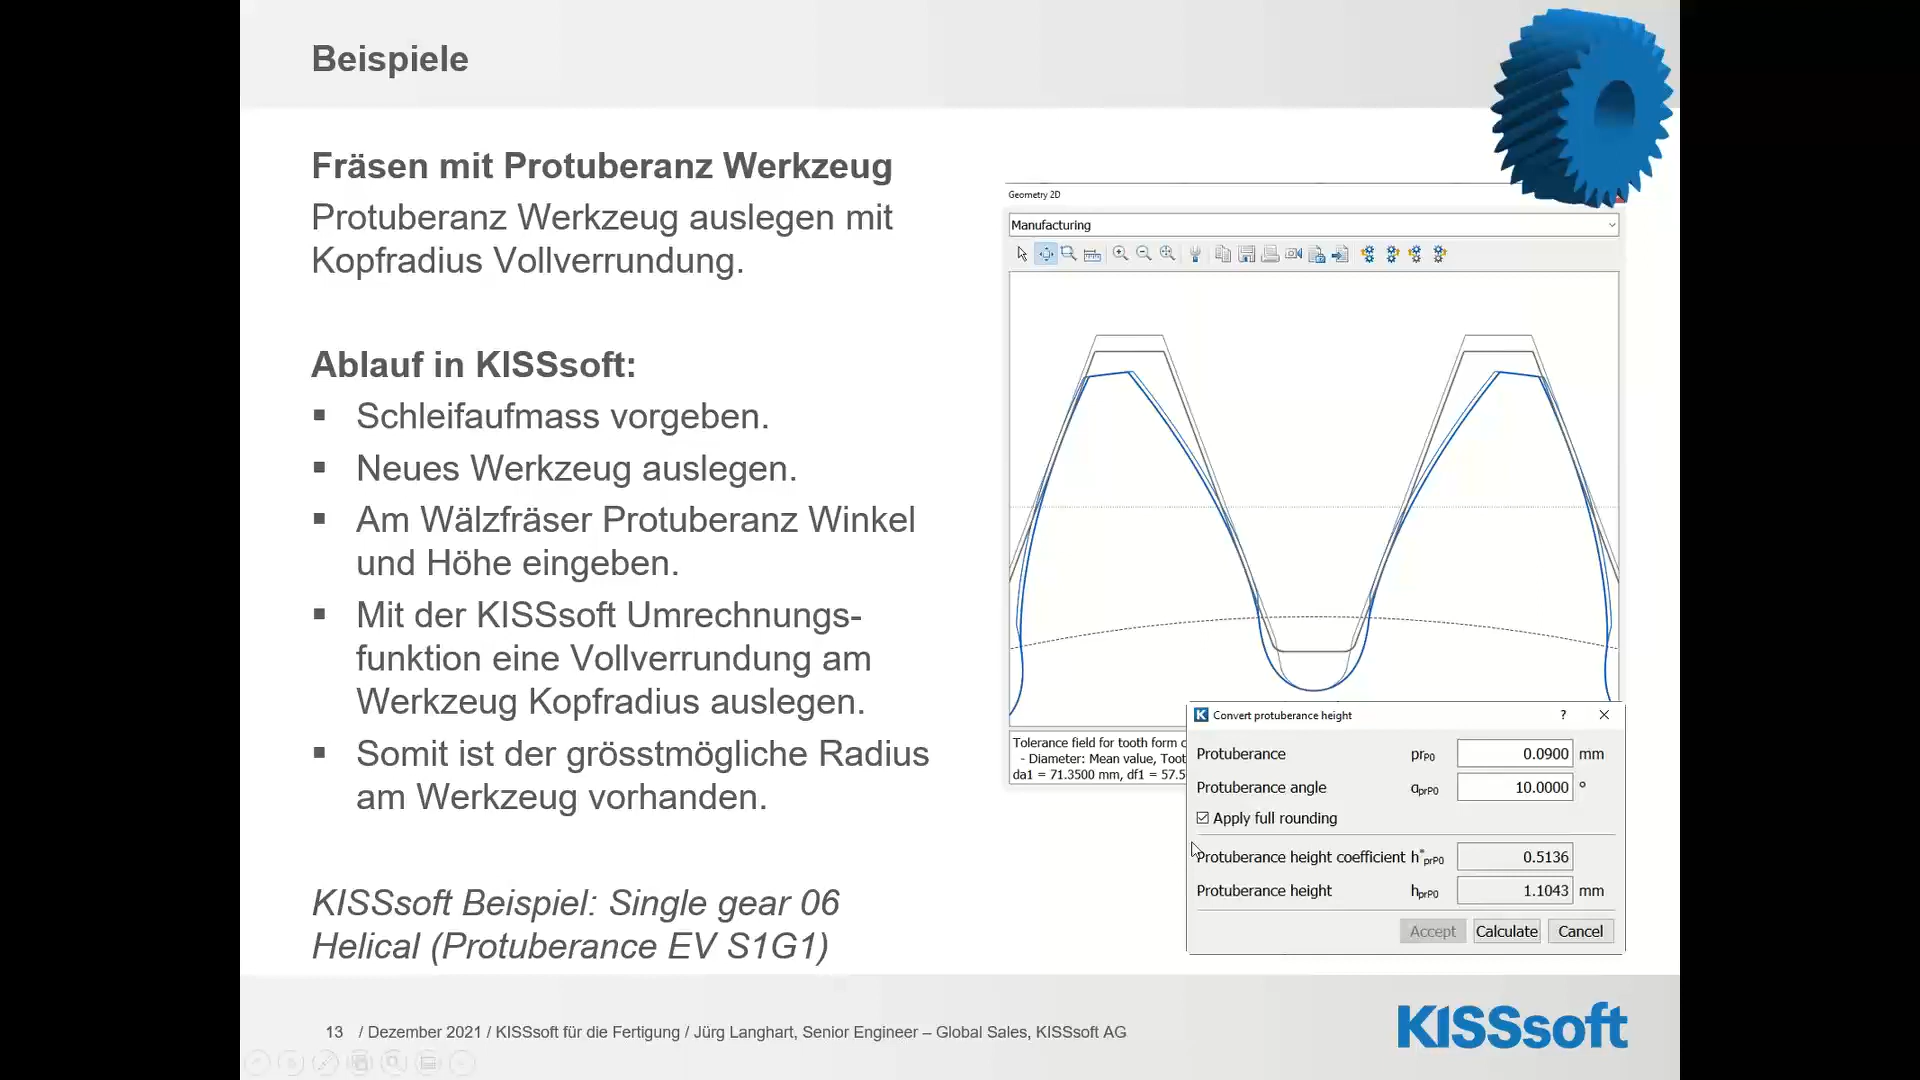 Beispiele
Fräsen mit Protuberanz Werkzeug
Protuberanz Werkzeug auslegen mit
Kopfradius Vollverrundung.
Ablauf in KISSsoft:
▪ Schleifaufmass vorgeben.
▪ Neues Werkzeug auslegen.
▪ Am Wälzfräser Protuberanz Winkel
und Höhe eingeben.
▪ Mit der KISSsoft Umrechnungs-
funktion eine Vollverrundung am
Werkzeug Kopfradius auslegen.
▪ Somit ist der grösstmögliche Radius
am Werkzeug vorhanden.
KISSsoft Beispiel: Single gear 06
Helical (Protuberance EV S1G1)
Geometry 2D
Manufacturing
Tolerance field for tooth form
- Diameter: Mean value, Toot
da1 = 71.3500 mm, df1 = 57.5
K Convert protuberance height ?
Protuberance prP0 0.0900 mm
Protuberance angle αprP0 10.0000 °
Apply full rounding
Protuberance height coefficient h*prP0 0.5136
Protuberance height hprP0 1.1043 mm
Accept Calculate Cancel
13 / Dezember 2021 / KISSsoft für die Fertigung / Jürg Langhart, Senior Engineer – Global Sales, KISSsoft AG
KISSsoft